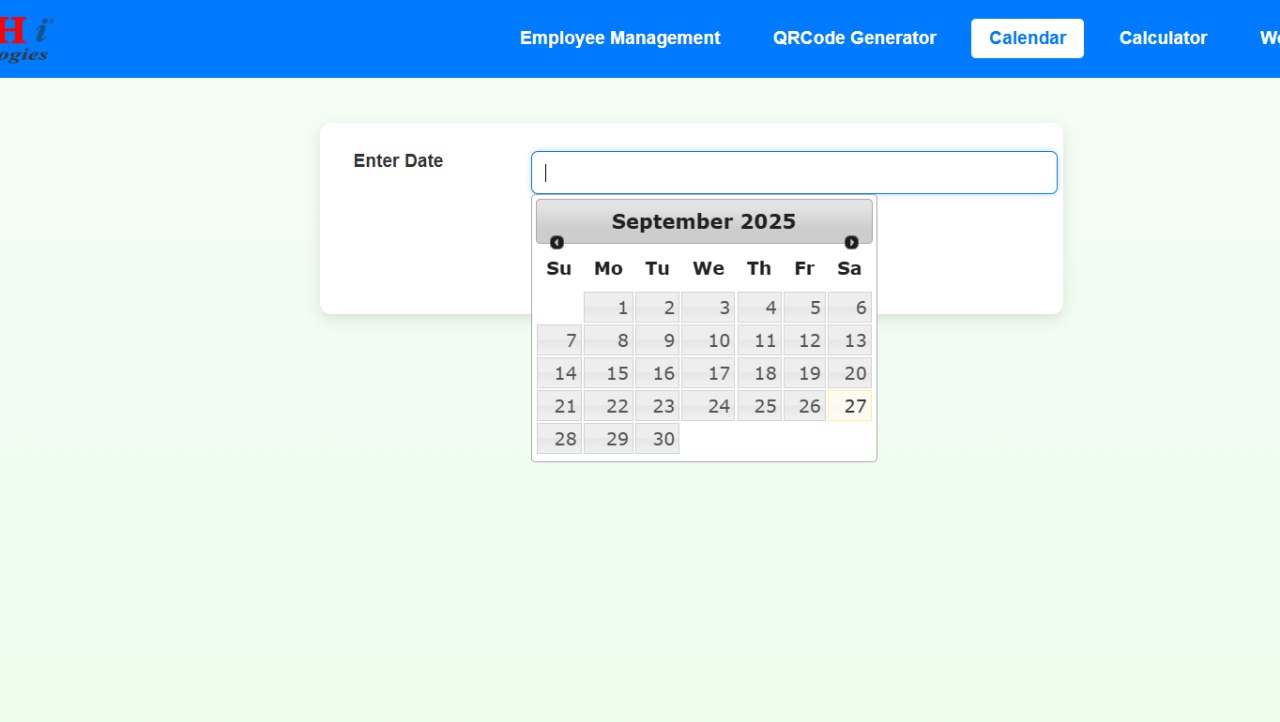 H i
ologies
Employee Management QRCode Generator Calendar Calculator
Enter Date
September 2025
Su Mo Tu We Th Fr Sa
1 2 3 4 5 6
7 8 9 10 11 12 13
14 15 16 17 18 19 20
21 22 23 24 25 26 27
28 29 30